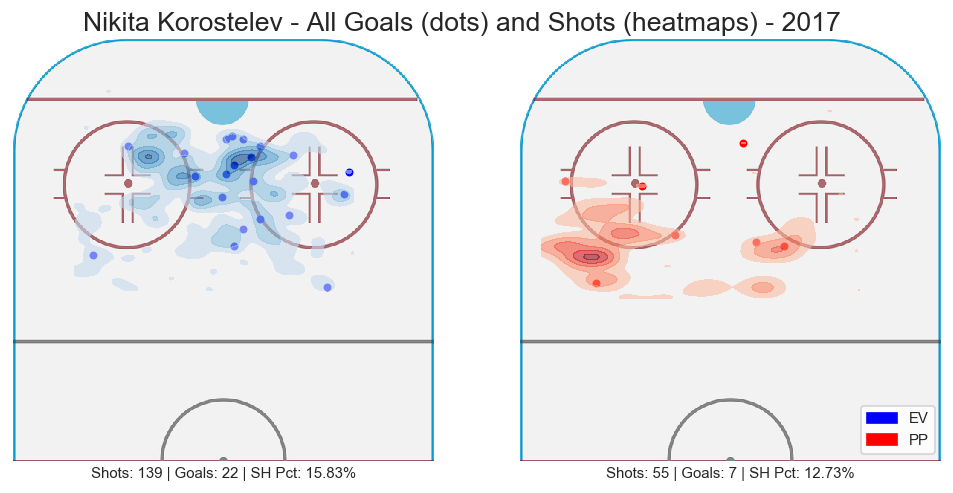 Nikita Korostelev - All Goals (dots) and Shots (heatmaps) - 2017
EV
PP
Shots: 139 | Goals: 22 | SH Pct: 15.83%
Shots: 55 | Goals: 7 | SH Pct: 12.73%